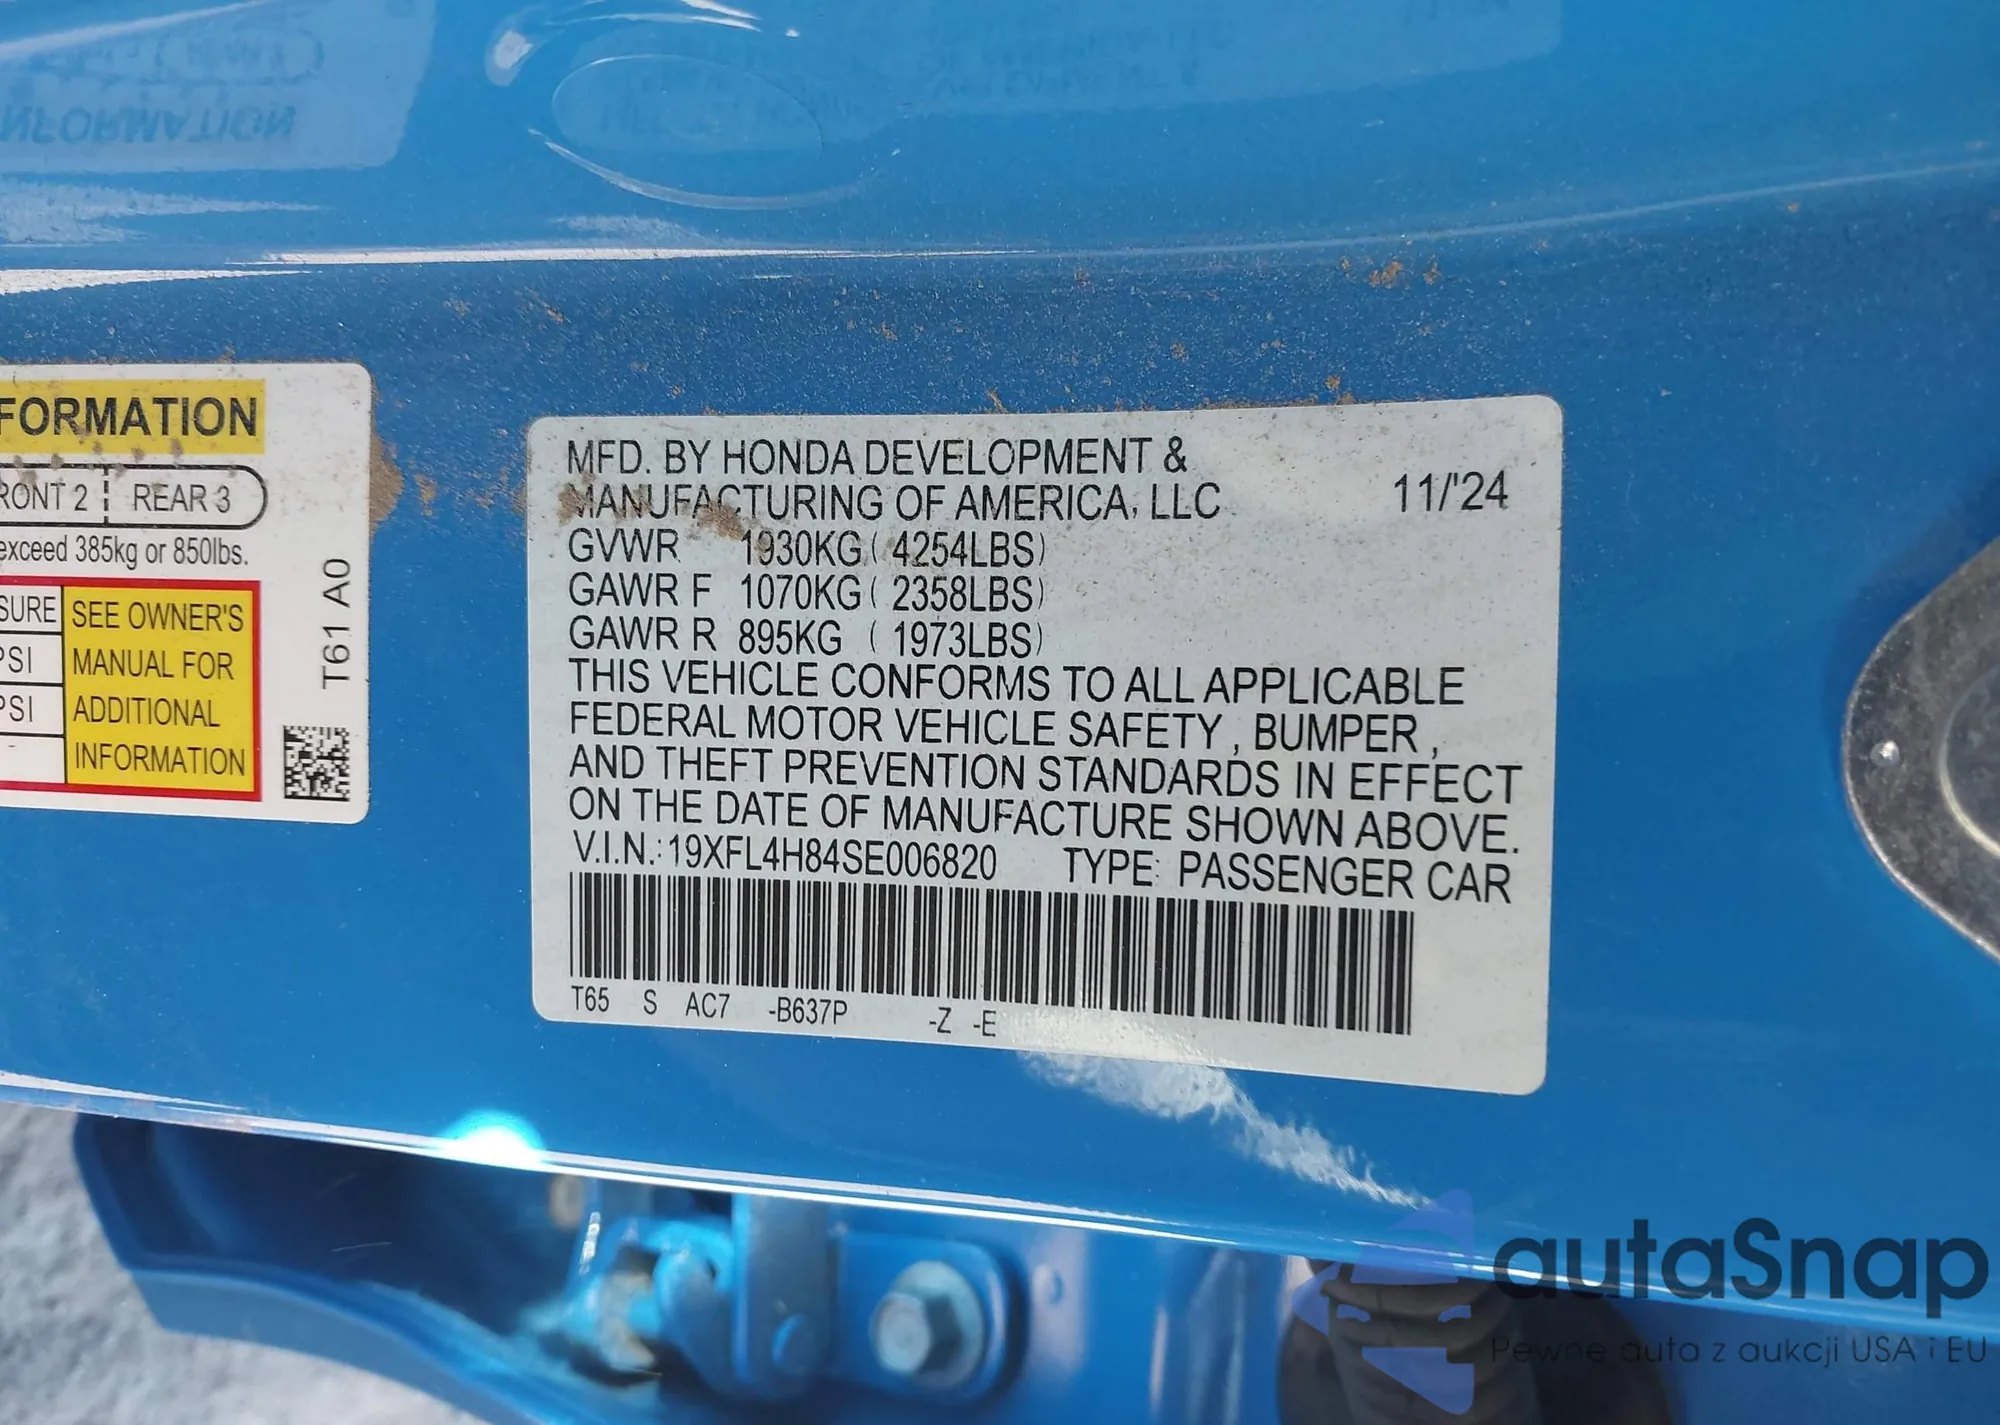 FORMATION
RONT 2 REAR 3
exceed 385kg or 850lbs.
SURE
PSI
PSI
-
SEE OWNER'S
MANUAL FOR
ADDITIONAL
INFORMATION
T61 A0
MFD. BY HONDA DEVELOPMENT &
MANUFACTURING OF AMERICA, LLC
11/'24
GVWR 1930KG ( 4254LBS)
GAWR F 1070KG ( 2358LBS)
GAWR R 895KG ( 1973LBS)
THIS VEHICLE CONFORMS TO ALL APPLICABLE
FEDERAL MOTOR VEHICLE SAFETY , BUMPER ,
AND THEFT PREVENTION STANDARDS IN EFFECT
ON THE DATE OF MANUFACTURE SHOWN ABOVE.
V.I.N.: 19XFL4H84SE006820 TYPE: PASSENGER CAR
T65 S AC7 -B637P -Z -E
autaSnap
Pewne auta z aukcji USA i EU